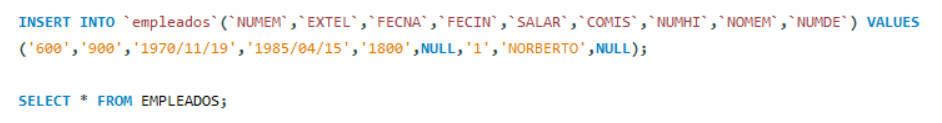 INSERT INTO `empleados`(`NUMEM`,`EXTEL`,`FECNA`,`FECIN`,`SALAR`,`COMIS`,`NUMHI`,`NOMEM`,`NUMDE`) VALUES
('600','900','1970/11/19','1985/04/15','1800',NULL,'1','NORBERTO',NULL);
SELECT * FROM EMPLEADOS;